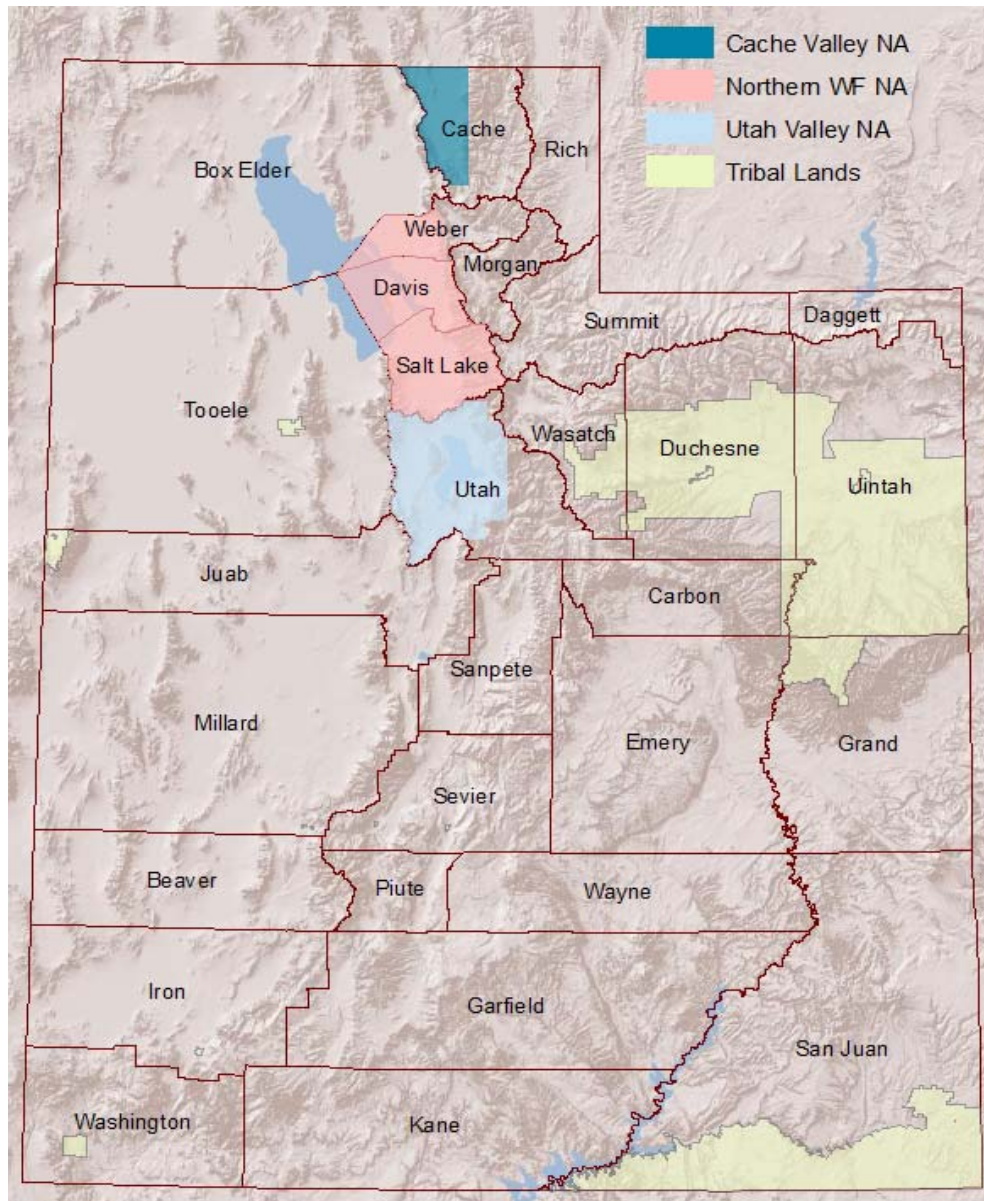 Cache Valley NA
Northern WF NA
Utah Valley NA
Tribal Lands
Cache
Rich
Box Elder
Weber
Morgan
Davis
Summit
Daggett
Salt Lake
Tooele
Wasatch
Duchesne
Utah
Uintah
Juab
Carbon
Sanpete
Millard
Emery
Grand
Sevier
Beaver
Piute
Wayne
Iron
Garfield
San Juan
Washington
Kane